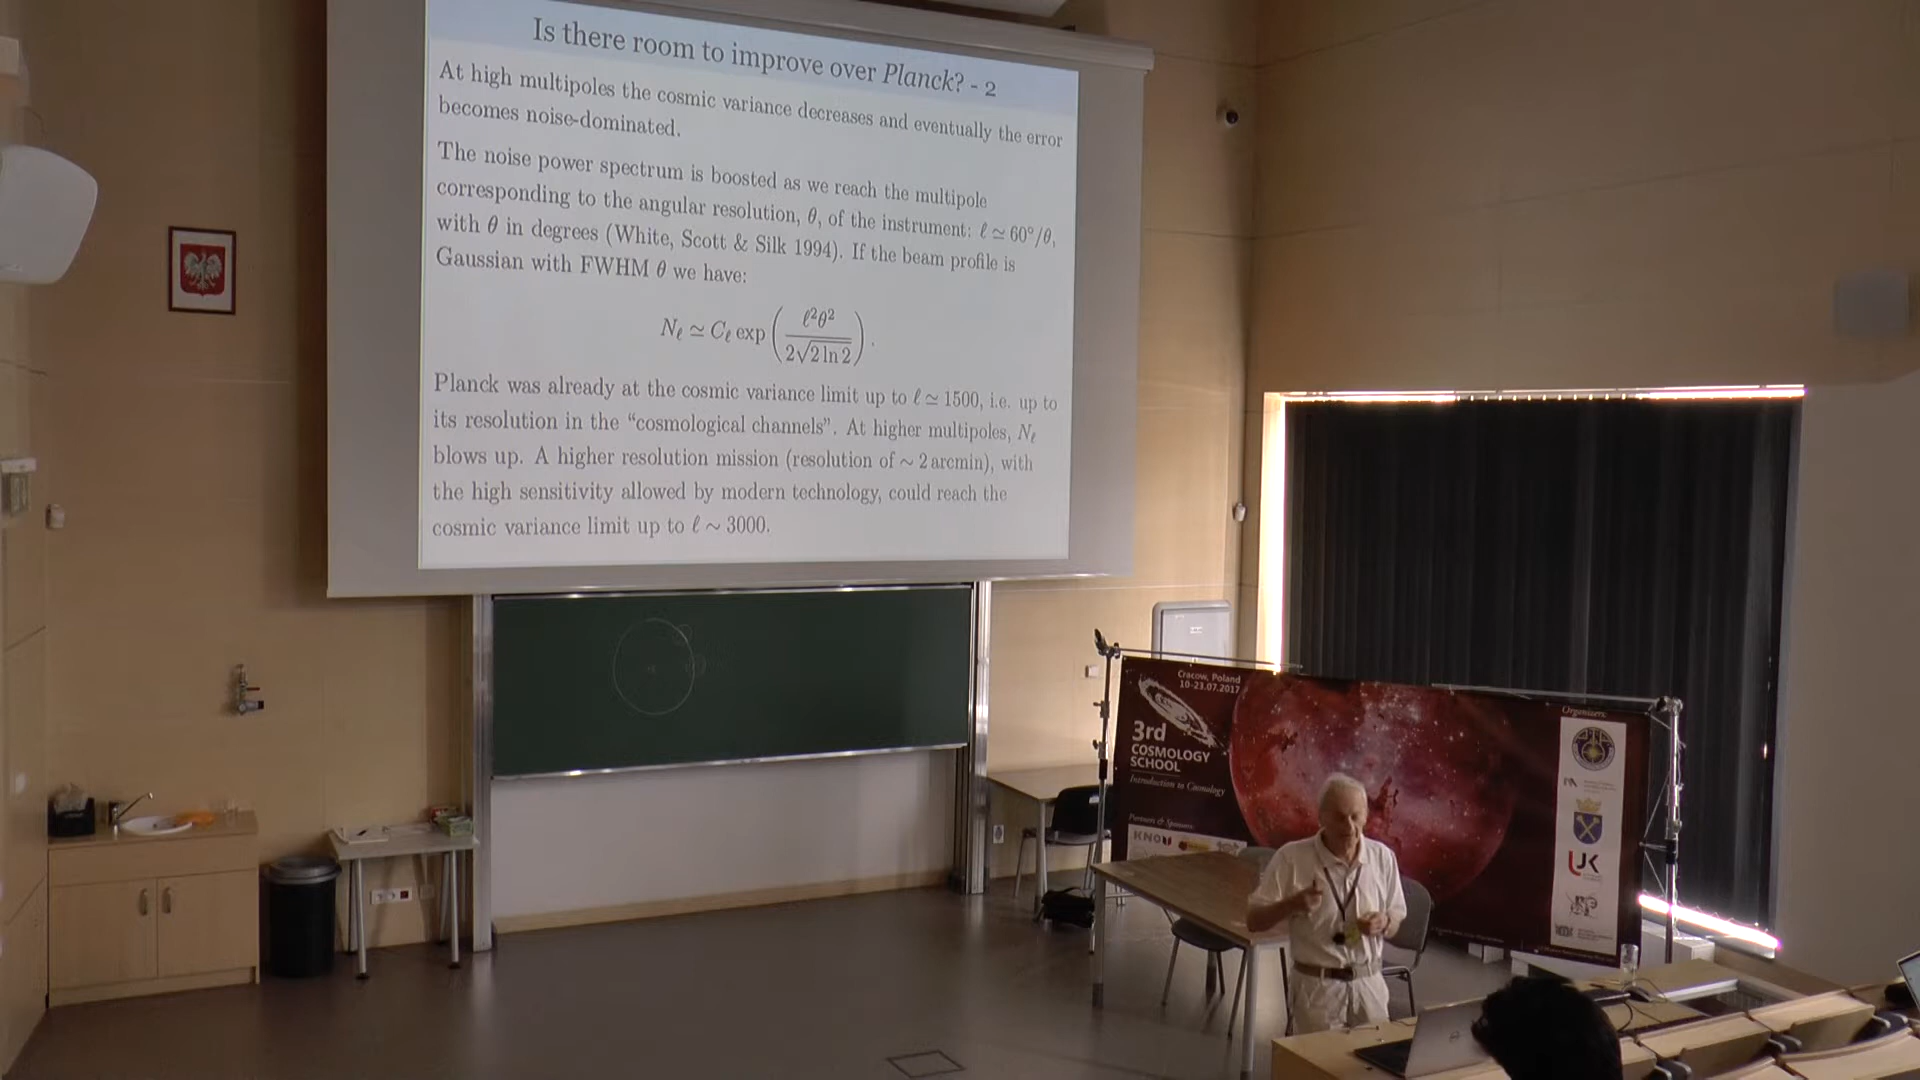 Is there room to improve over Planck? - 2
At high multipoles the cosmic variance decreases and eventually the error
becomes noise-dominated.
The noise power spectrum is boosted as we reach the multipole
corresponding to the angular resolution, θ, of the instrument: ℓ ≃ 60°/θ,
with θ in degrees (White, Scott & Silk 1994). If the beam profile is
Gaussian with FWHM θ we have:
N_ℓ ≃ C_ℓ exp (ℓ²θ² / 2√(2 ln 2)).
Planck was already at the cosmic variance limit up to ℓ ≃ 1500, i.e. up to
its resolution in the “cosmological channels”. At higher multipoles, N_ℓ
blows up. A higher resolution mission (resolution of ∼ 2 arcmin), with
the high sensitivity allowed by modern technology, could reach the
cosmic variance limit up to ℓ ∼ 3000.
Cracow, Poland
10-23.07.2017
3rd
COSMOLOGY
SCHOOL
Introduction to Cosmology
Partners & Sponsors:
KNOW
Organizers:
UK